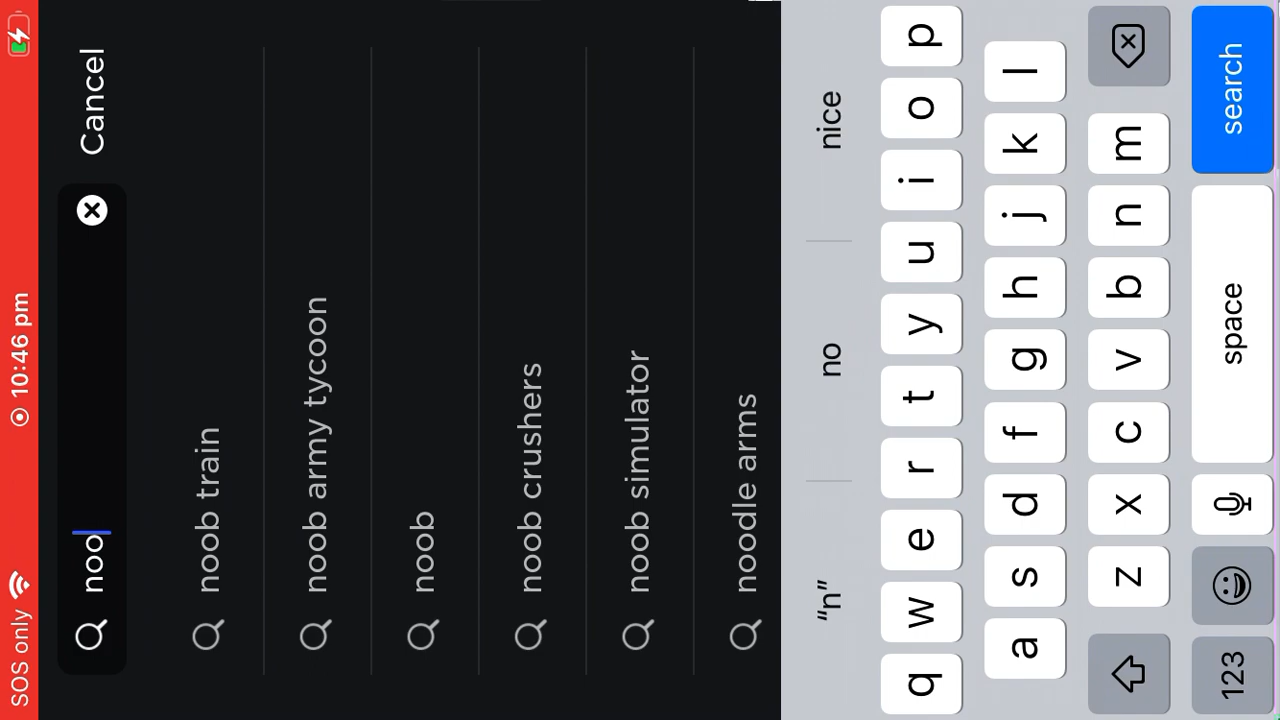 SOS only 10:46 pm
noo Cancel
noob train
noob army tycoon
noob
noob crushers
noob simulator
noodle arms
“n” no nice
q w e r t y u i o p
a s d f g h j k l
z x c v b n m
123 space search